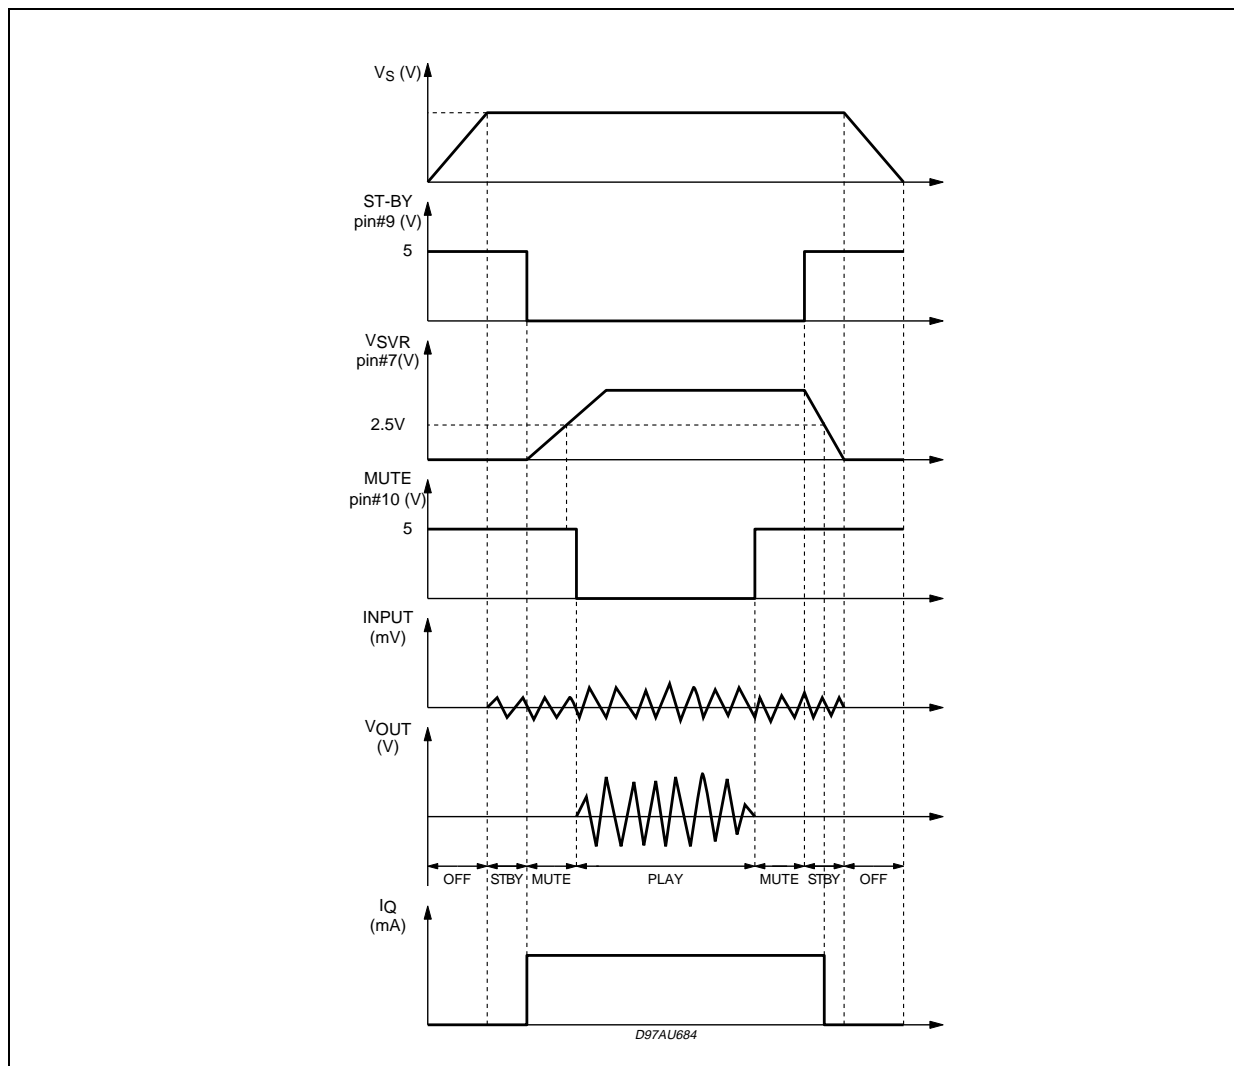 VS (V)
ST-BY
pin#9 (V)
5
VSVR
pin#7(V)
2.5V
MUTE
pin#10 (V)
5
INPUT
(mV)
VOUT
(V)
OFF STBY MUTE PLAY MUTE STBY OFF
IQ
(mA)
D97AU684